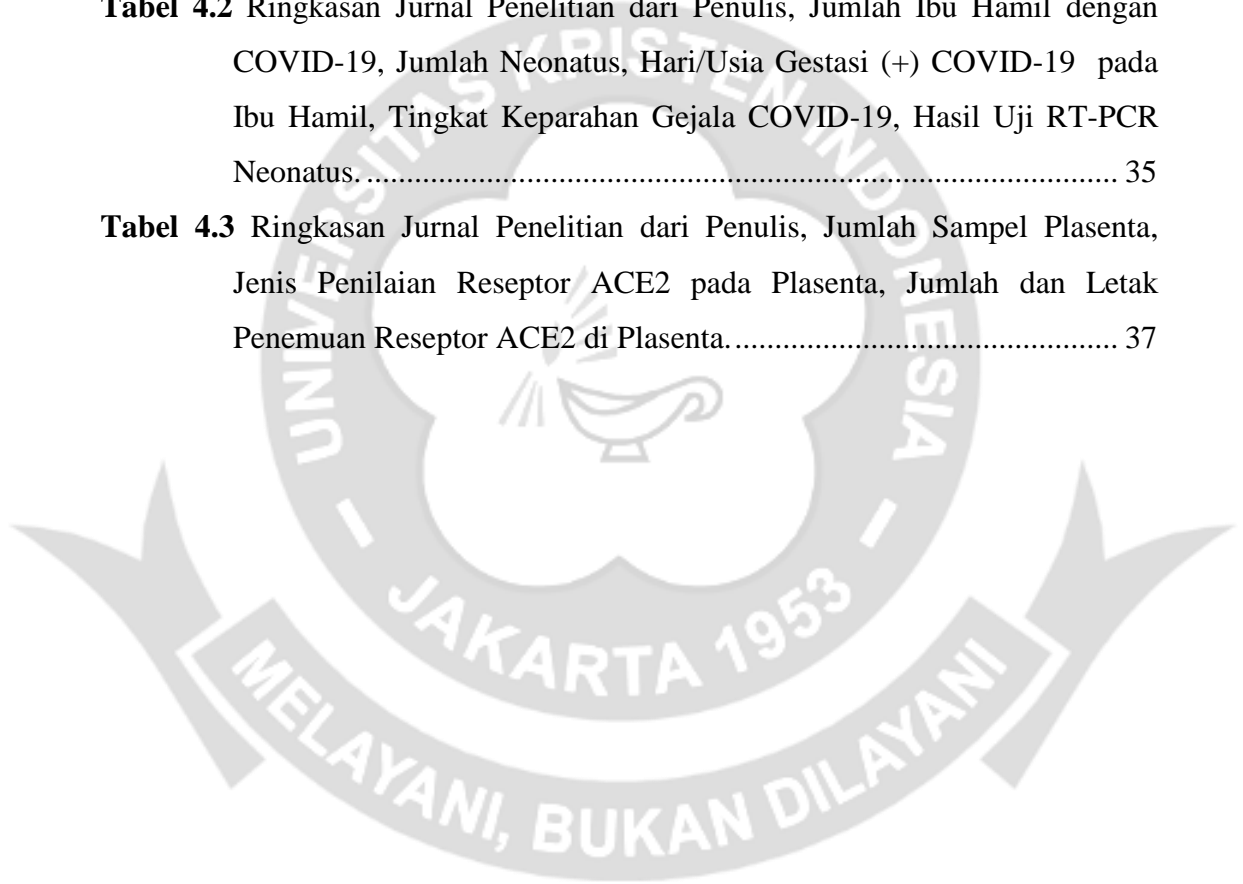 Tabel 4.2 Ringkasan Jurnal Penelitian dari Penulis, Jumlah Ibu Hamil dengan
COVID-19, Jumlah Neonatus, Hari/Usia Gestasi (+) COVID-19 pada
Ibu Hamil, Tingkat Keparahan Gejala COVID-19, Hasil Uji RT-PCR
Neonatus. ............................................................................................... 35
Tabel 4.3 Ringkasan Jurnal Penelitian dari Penulis, Jumlah Sampel Plasenta,
Jenis Penilaian Reseptor ACE2 pada Plasenta, Jumlah dan Letak
Penemuan Reseptor ACE2 di Plasenta. ................................................ 37
UNIVERSITAS KRISTEN INDONESIA
- JAKARTA 1953 -
MELAYANI, BUKAN DILAYANI